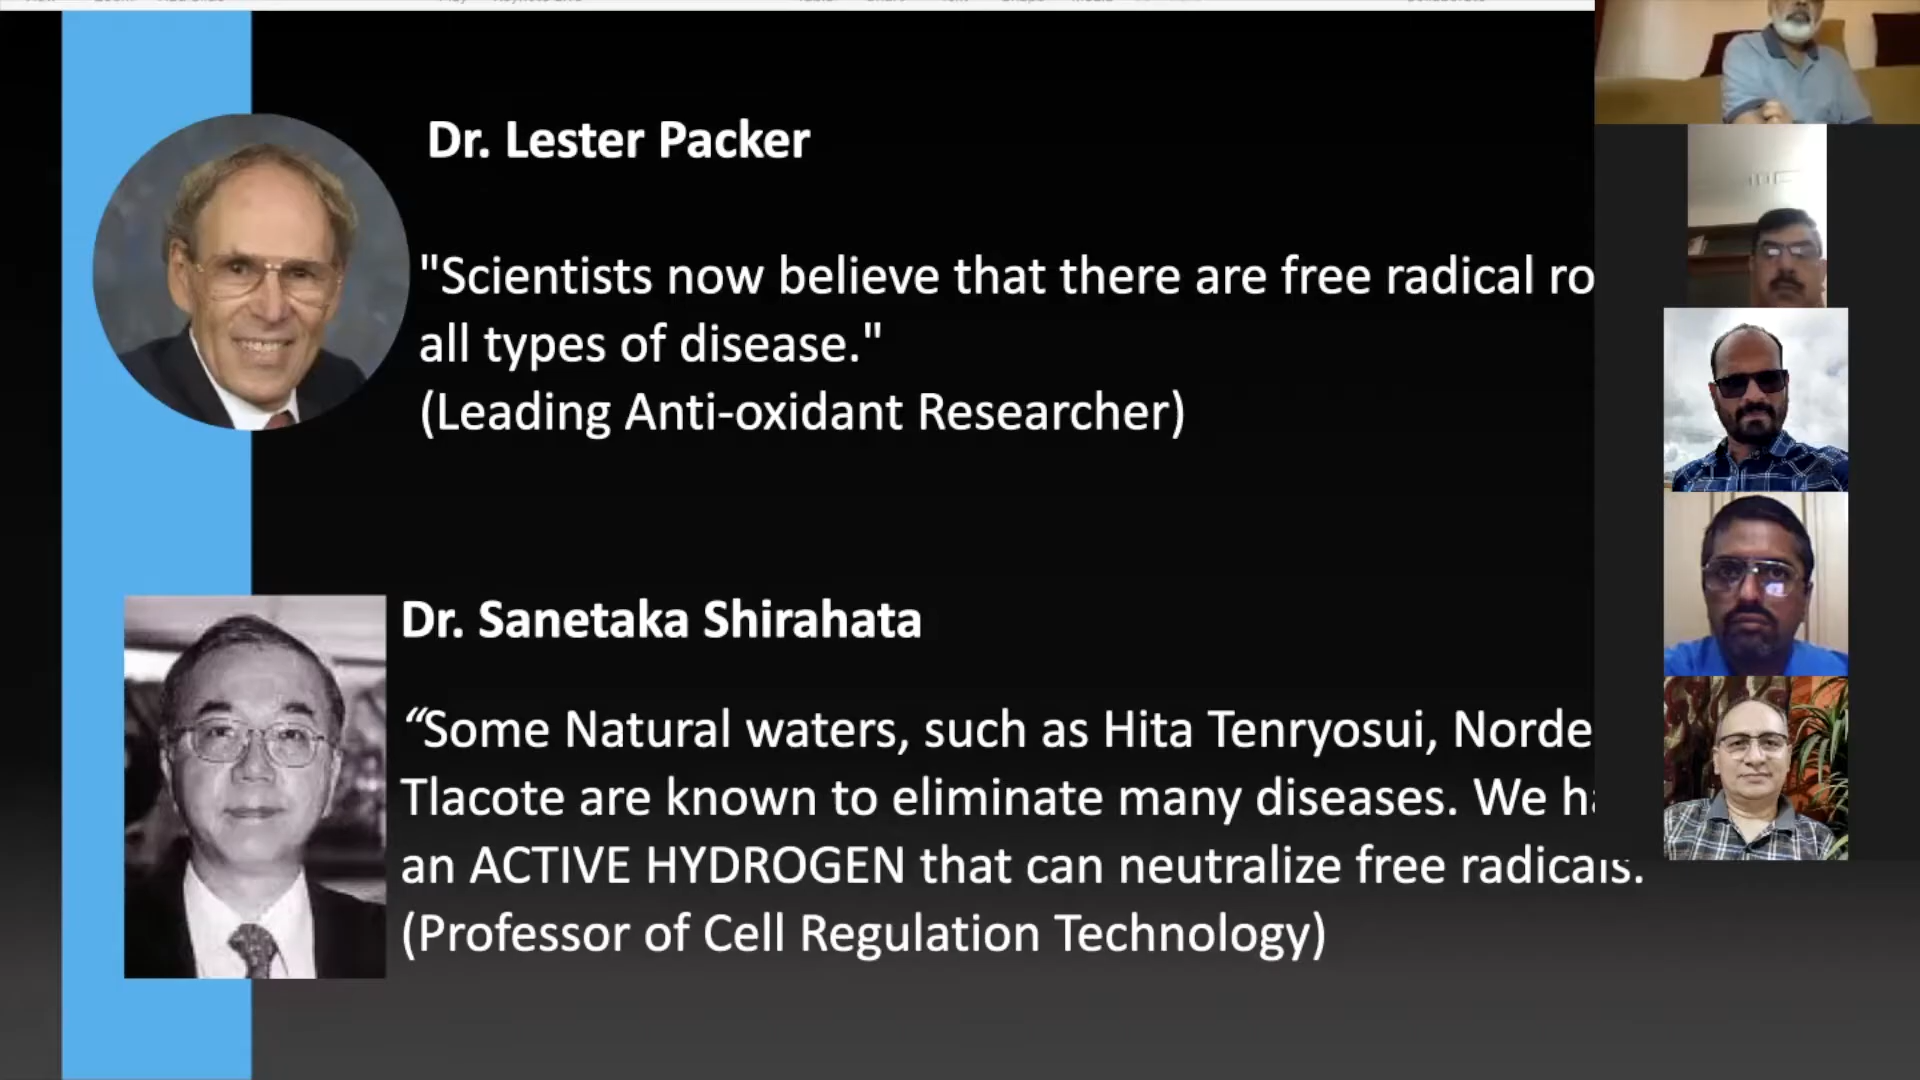 Dr. Lester Packer
"Scientists now believe that there are free radical ro
all types of disease."
(Leading Anti-oxidant Researcher)
Dr. Sanetaka Shirahata
“Some Natural waters, such as Hita Tenryosui, Norde
Tlacote are known to eliminate many diseases. We ha
an ACTIVE HYDROGEN that can neutralize free radicals.
(Professor of Cell Regulation Technology)